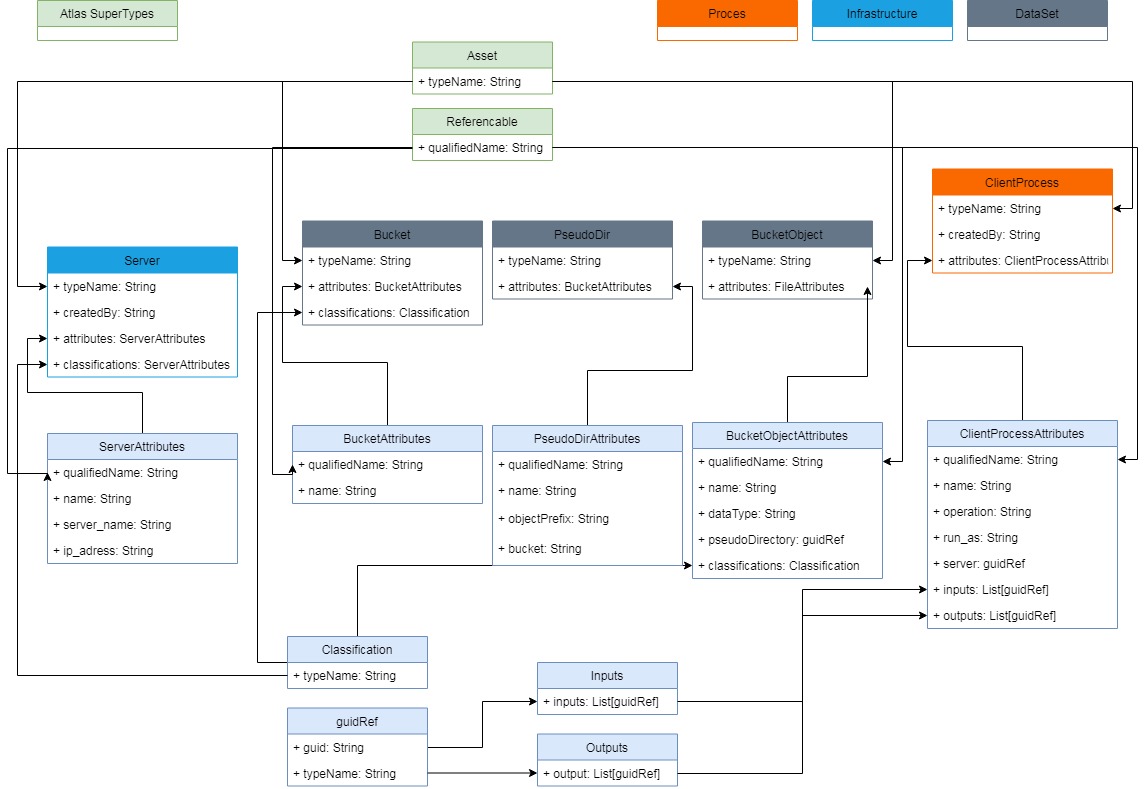 Atlas SuperTypes
Proces
Infrastructure
DataSet
Asset
+ typeName: String
Referencable
+ qualifiedName: String
ClientProcess
+ typeName: String
+ createdBy: String
+ attributes: ClientProcessAttribu
Bucket
+ typeName: String
+ attributes: BucketAttributes
+ classifications: Classification
PseudoDir
+ typeName: String
+ attributes: BucketAttributes
BucketObject
+ typeName: String
+ attributes: FileAttributes
Server
+ typeName: String
+ createdBy: String
+ attributes: ServerAttributes
+ classifications: ServerAttributes
ServerAttributes
+ qualifiedName: String
+ name: String
+ server_name: String
+ ip_adress: String
BucketAttributes
+ qualifiedName: String
+ name: String
PseudoDirAttributes
+ qualifiedName: String
+ name: String
+ objectPrefix: String
+ bucket: String
BucketObjectAttributes
+ qualifiedName: String
+ name: String
+ dataType: String
+ pseudoDirectory: guidRef
+ classifications: Classification
ClientProcessAttributes
+ qualifiedName: String
+ name: String
+ operation: String
+ run_as: String
+ server: guidRef
+ inputs: List[guidRef]
+ outputs: List[guidRef]
Classification
+ typeName: String
guidRef
+ guid: String
+ typeName: String
Inputs
+ inputs: List[guidRef]
Outputs
+ output: List[guidRef]